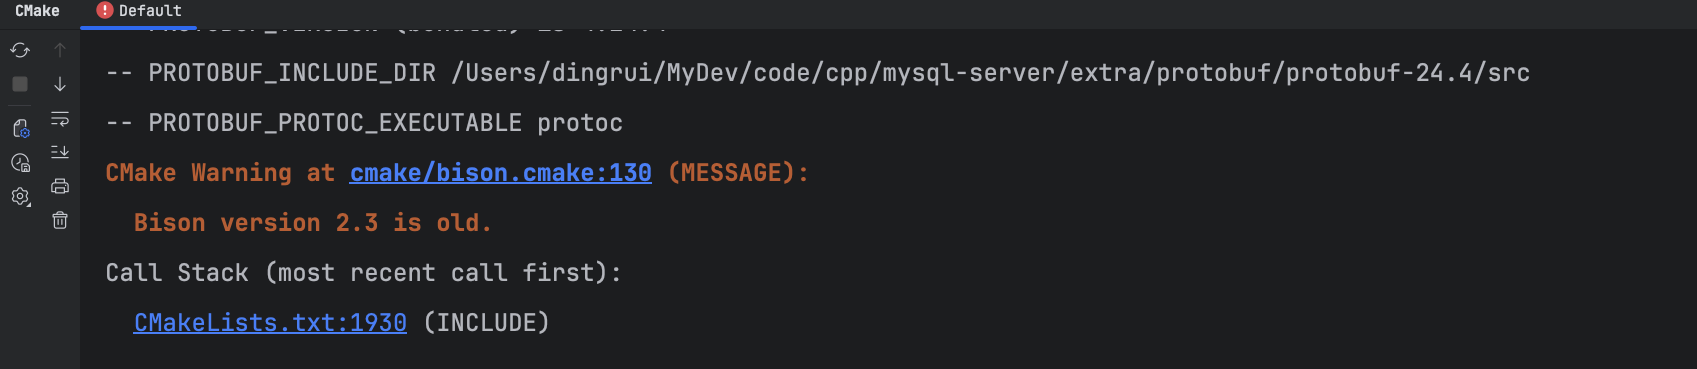 CMake Default
-- PROTOBUF_INCLUDE_DIR /Users/dingrui/MyDev/code/cpp/mysql-server/extra/protobuf/protobuf-24.4/src
-- PROTOBUF_PROTOC_EXECUTABLE protoc
CMake Warning at cmake/bison.cmake:130 (MESSAGE):
Bison version 2.3 is old.
Call Stack (most recent call first):
CMakeLists.txt:1930 (INCLUDE)